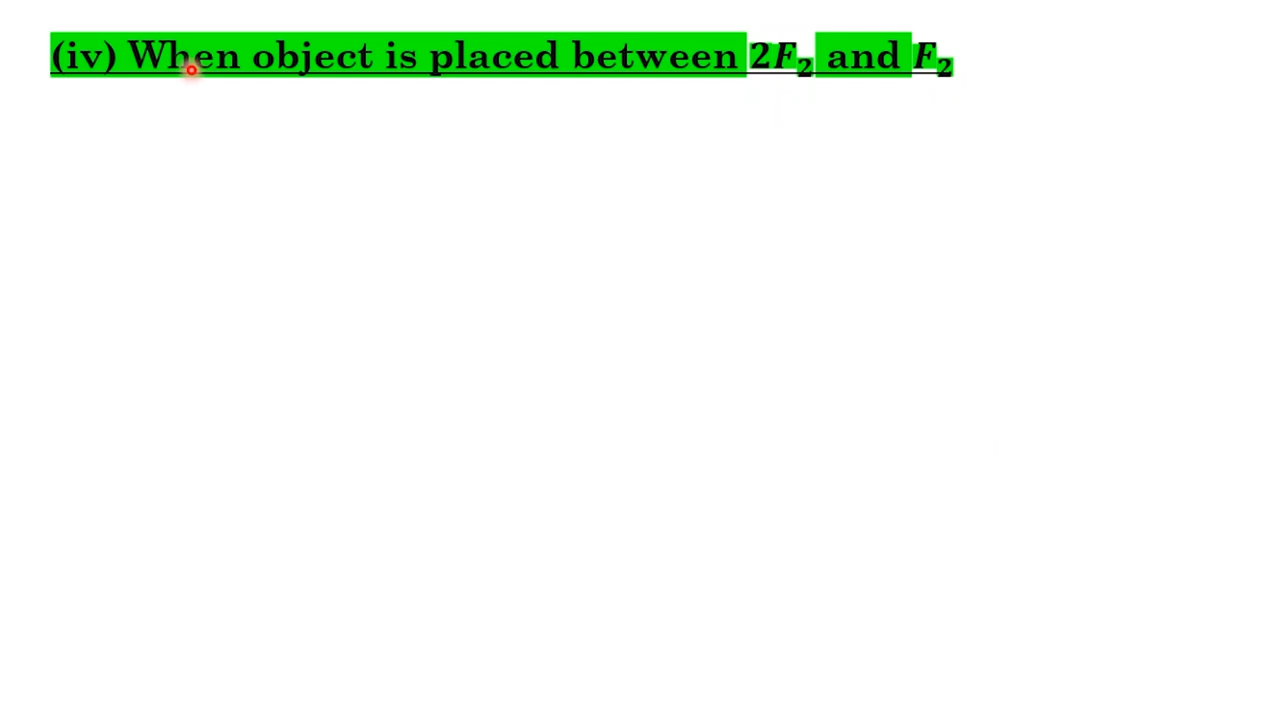 (iv) When object is placed between 2F₂ and F₂